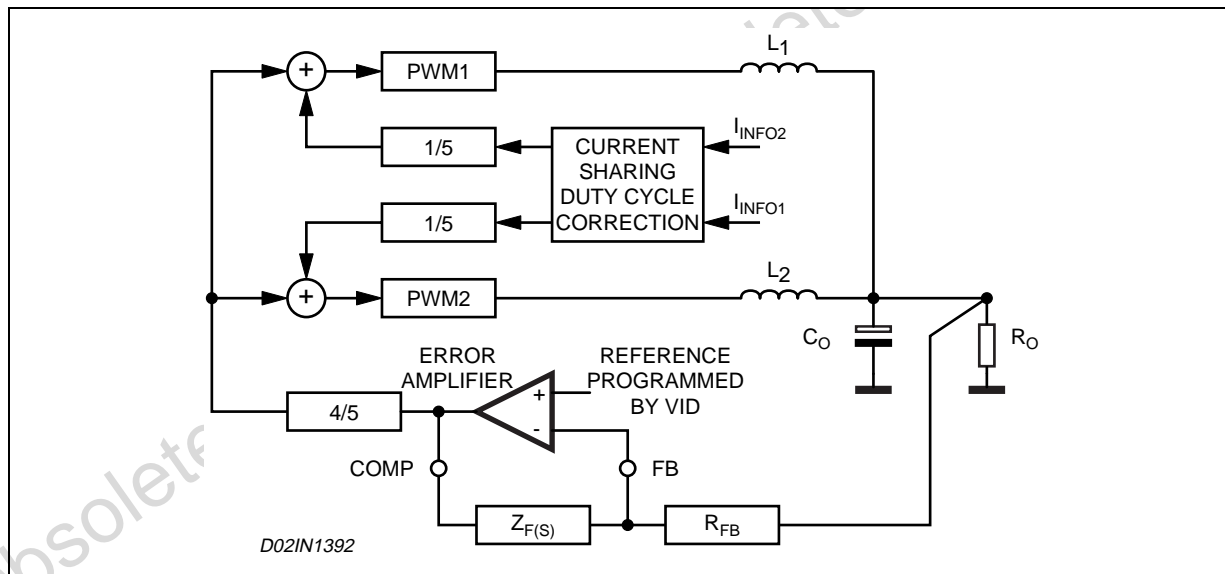 L1
PWM1
1/5
CURRENT
SHARING
DUTY CYCLE
CORRECTION
IINFO2
1/5
IINFO1
L2
PWM2
CO
RO
ERROR
AMPLIFIER
REFERENCE
PROGRAMMED
BY VID
4/5
+
-
COMP
FB
ZF(S)
RFB
D02IN1392
+
+